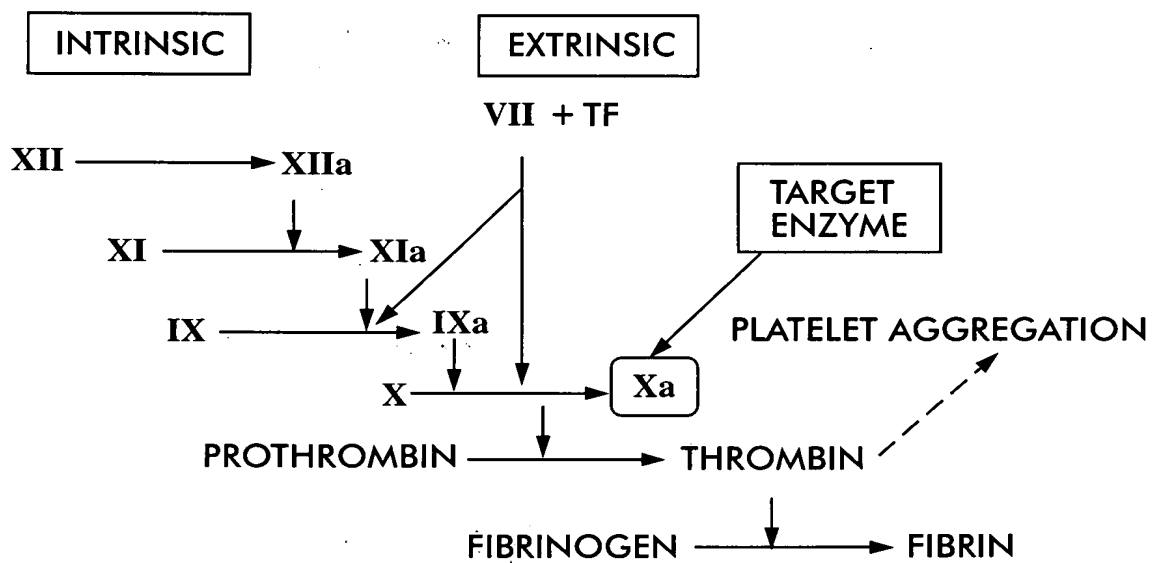 INTRINSIC
EXTRINSIC
VII + TF
XII
XIIa
TARGET
ENZYME
XI
XIa
IX
IXa
PLATELET AGGREGATION
X
Xa
PROTHROMBIN
THROMBIN
FIBRINOGEN
FIBRIN